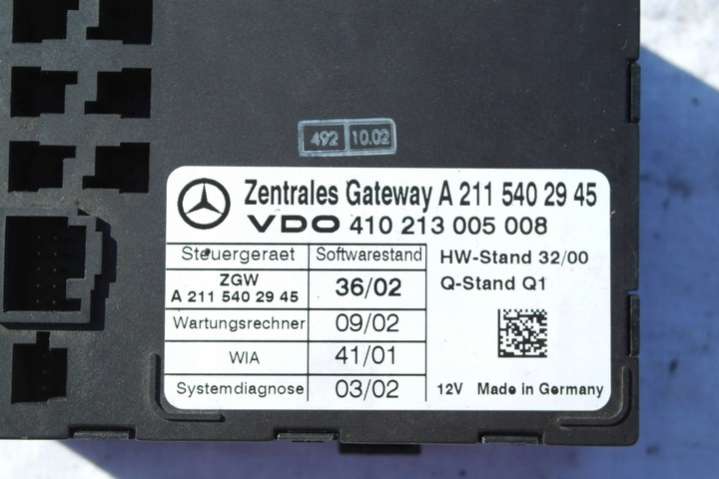 492 10.02
Zentrales Gateway A 211 540 29 45
VDO 410 213 005 008
Steuergeraet Softwarestand HW-Stand 32/00
ZGW
A 211 540 29 45 36/02 Q-Stand Q1
Wartungsrechner 09/02
WIA 41/01
Systemdiagnose 03/02 12V Made in Germany